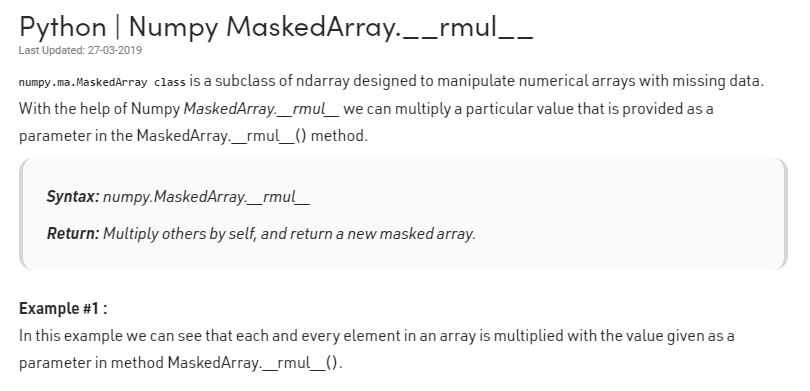 Python | Numpy MaskedArray.__rmul__
Last Updated: 27-03-2019
numpy.ma.MaskedArray class is a subclass of ndarray designed to manipulate numerical arrays with missing data.
With the help of Numpy MaskedArray.__rmul__ we can multiply a particular value that is provided as a
parameter in the MaskedArray.__rmul__() method.
Syntax: numpy.MaskedArray.__rmul__
Return: Multiply others by self, and return a new masked array.
Example #1 :
In this example we can see that each and every element in an array is multiplied with the value given as a
parameter in method MaskedArray.__rmul__().